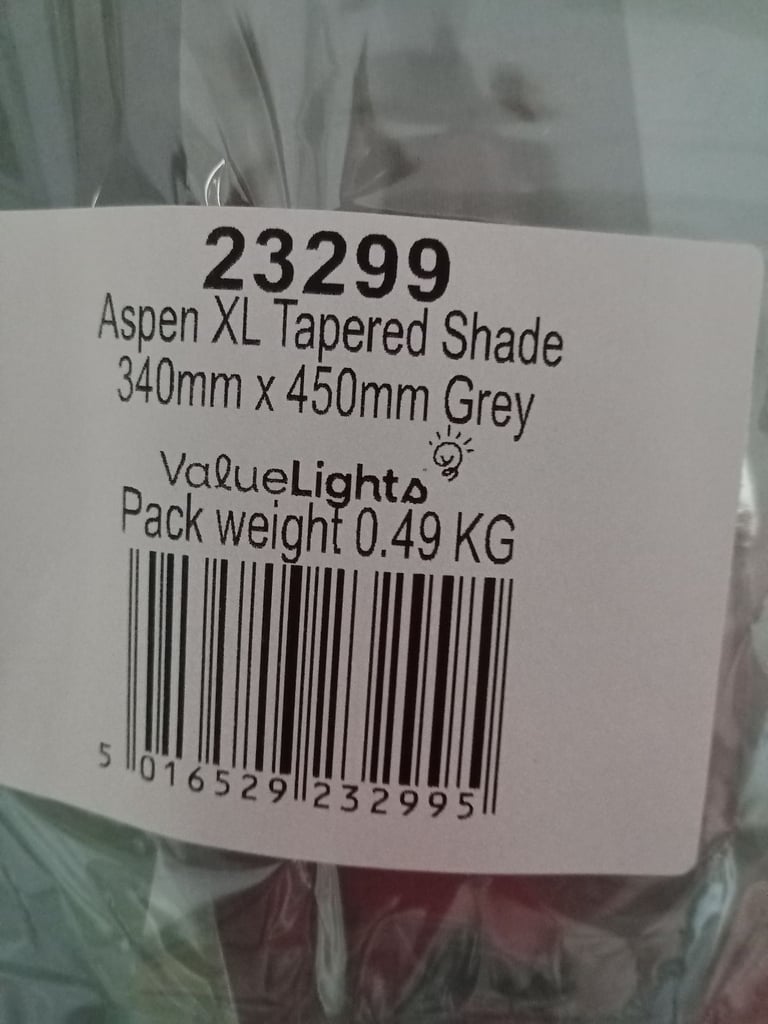 23299
Aspen XL Tapered Shade
340mm x 450mm Grey
ValueLights
Pack weight 0.49 KG
5 016529 232995